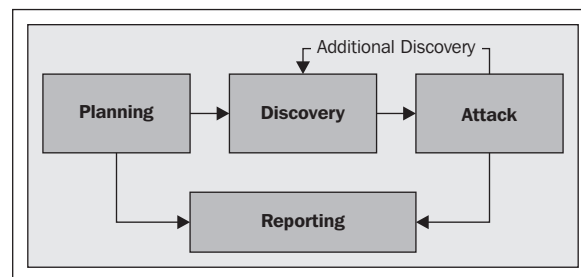 Additional Discovery
Planning
Discovery
Attack
Reporting